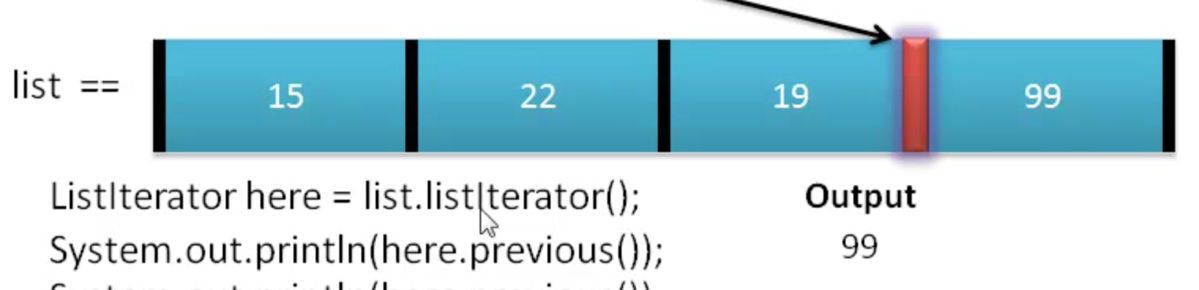 list ==
15 22 19 99
ListIterator here = list.listIterator();
Output
System.out.println(here.previous());
99